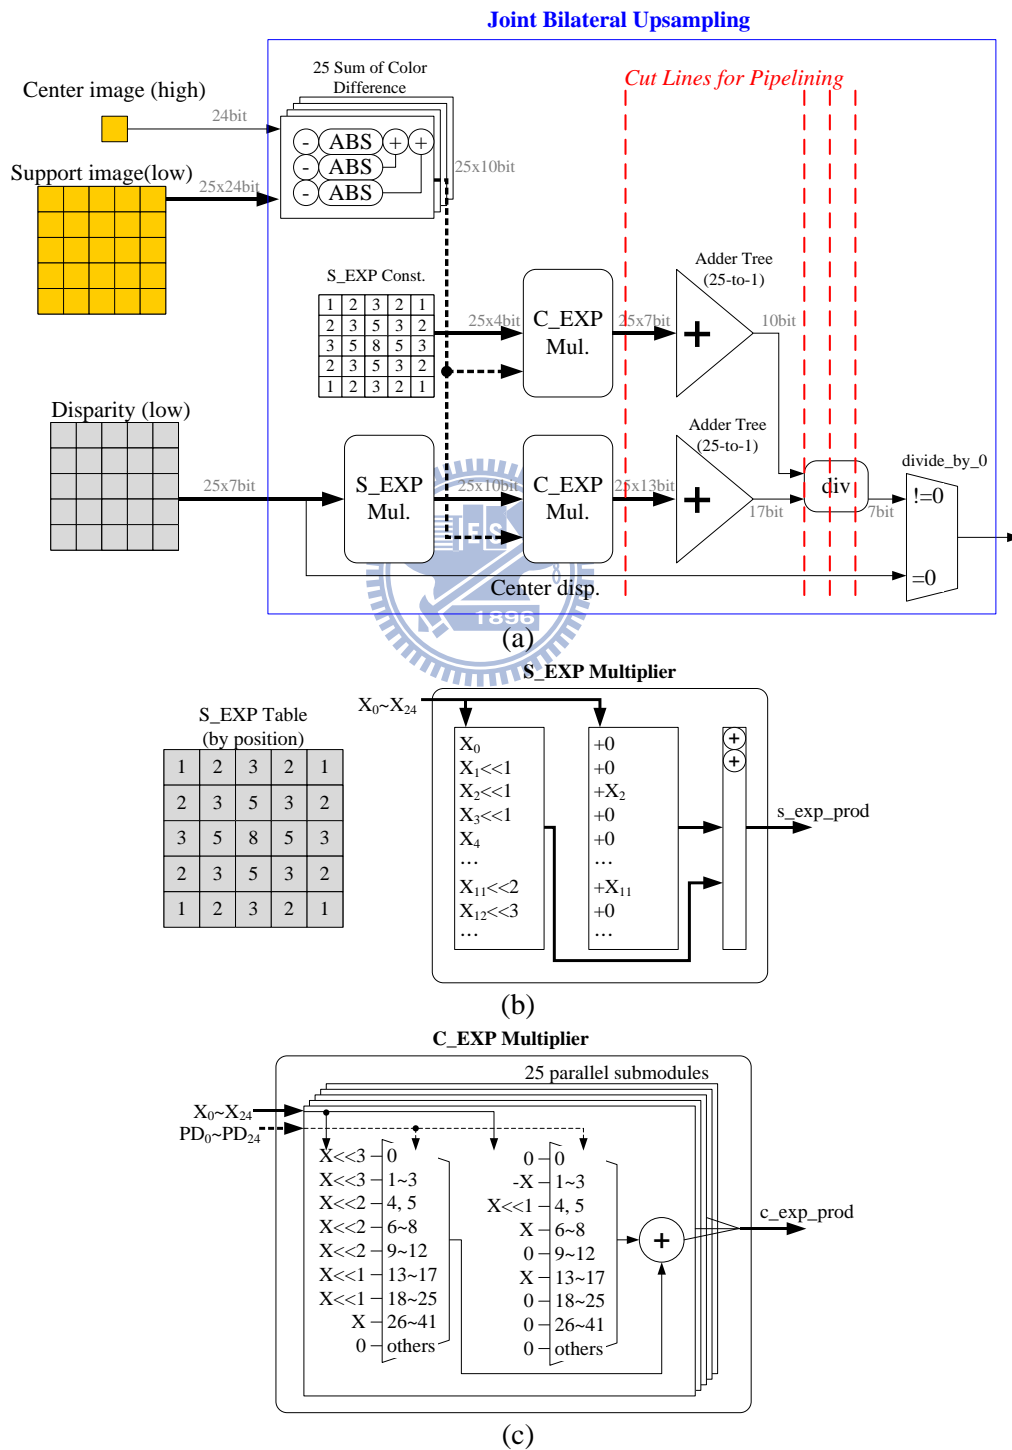 Joint Bilateral Upsampling
25 Sum of Color
Difference
Cut Lines for Pipelining
Center image (high)
24bit
- ABS + +
- ABS
- ABS
25x10bit
Support image(low)
25x24bit
S_EXP Const.
1 2 3 2 1
2 3 5 3 2
3 5 8 5 3
2 3 5 3 2
1 2 3 2 1
25x4bit
C_EXP
Mul.
25x7bit
Adder Tree
(25-to-1)
+
10bit
Disparity (low)
25x7bit
S_EXP
Mul.
25x10bit
C_EXP
Mul.
25x13bit
Adder Tree
(25-to-1)
+
17bit
div
7bit
divide_by_0
!=0
=0
Center disp.
ES
1896
(a)
S_EXP Multiplier
S_EXP Table
(by position)
1 2 3 2 1
2 3 5 3 2
3 5 8 5 3
2 3 5 3 2
1 2 3 2 1
X0~X24
X0
X1<<1
X2<<1
X3<<1
X4
...
X11<<2
X12<<3
...
+0
+0
+X2
+0
+0
...
+X11
+0
...
+
+
s_exp_prod
(b)
C_EXP Multiplier
25 parallel submodules
X0~X24
PD0~PD24
X<<3 0
X<<3 1~3
X<<2 4, 5
X<<2 6~8
X<<2 9~12
X<<1 13~17
X<<1 18~25
X 26~41
0 others
0 0
-X 1~3
X<<1 4, 5
X 6~8
0 9~12
X 13~17
0 18~25
0 26~41
0 others
+
c_exp_prod
(c)